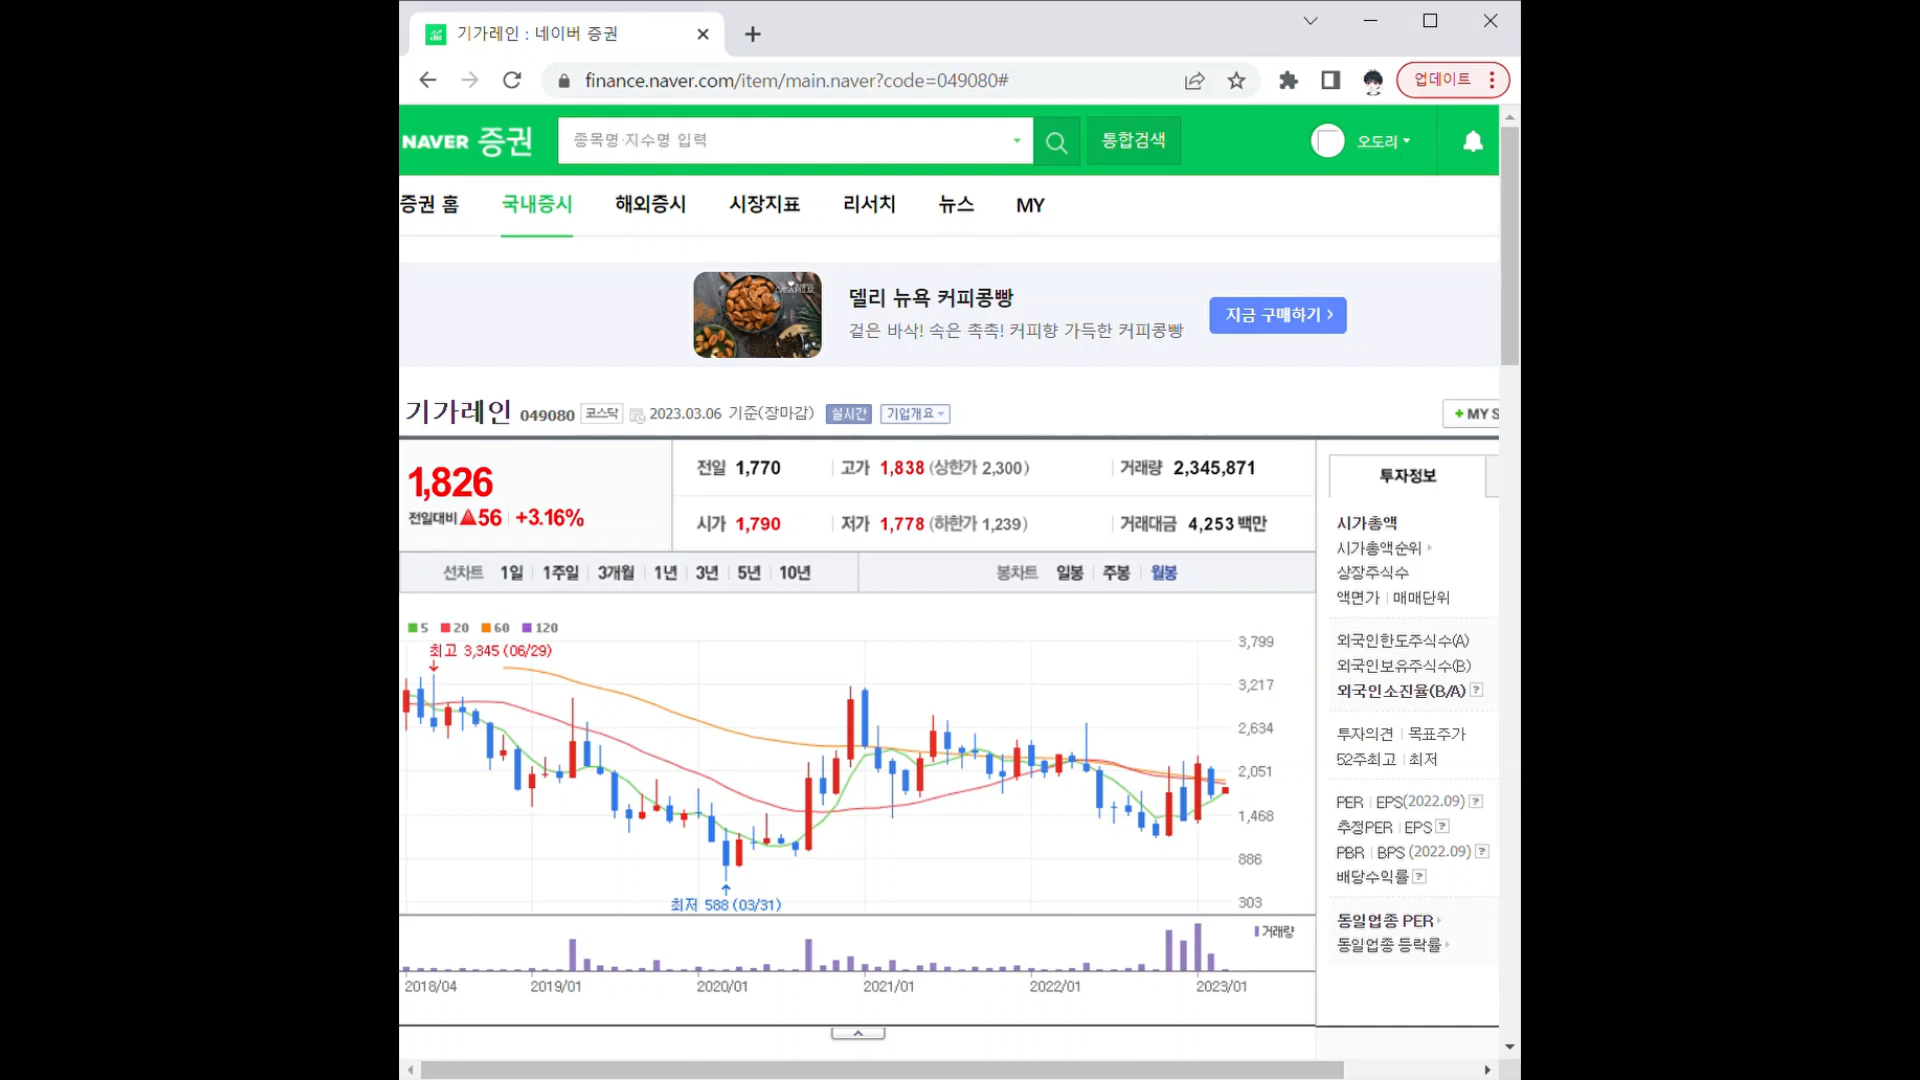 기가레인 : 네이버 증권
finance.naver.com/item/main.naver?code=049080#
업데이트
NAVER 증권
종목명·지수명 입력
통합검색
오도리
증권 홈 국내증시 해외증시 시장지표 리서치 뉴스 MY
델리 뉴욕 커피콩빵
겉은 바삭! 속은 촉촉! 커피향 가득한 커피콩빵
지금 구매하기 >
기가레인 049080 코스닥 2023.03.06 기준(장마감) 실시간 기업개요
+ MY S
1,826
전일대비 ▲56 +3.16%
전일 1,770 고가 1,838 (상한가 2,300) 거래량 2,345,871
시가 1,790 저가 1,778 (하한가 1,239) 거래대금 4,253 백만
선차트 1일 1주일 3개월 1년 3년 5년 10년 봉차트 일봉 주봉 월봉
5 20 60 120
최고 3,345 (06/29)
3,799
3,217
2,634
2,051
1,468
886
303
최저 588 (03/31)
거래량
2018/04 2019/01 2020/01 2021/01 2022/01 2023/01
투자정보
시가총액
시가총액순위
상장주식수
액면가 | 매매단위
외국인한도주식수(A)
외국인보유주식수(B)
외국인소진율(B/A) ?
투자의견 | 목표주가
52주최고 | 최저
PER | EPS(2022.09) ?
추정PER | EPS ?
PBR | BPS (2022.09) ?
배당수익률 ?
동일업종 PER
동일업종 등락률